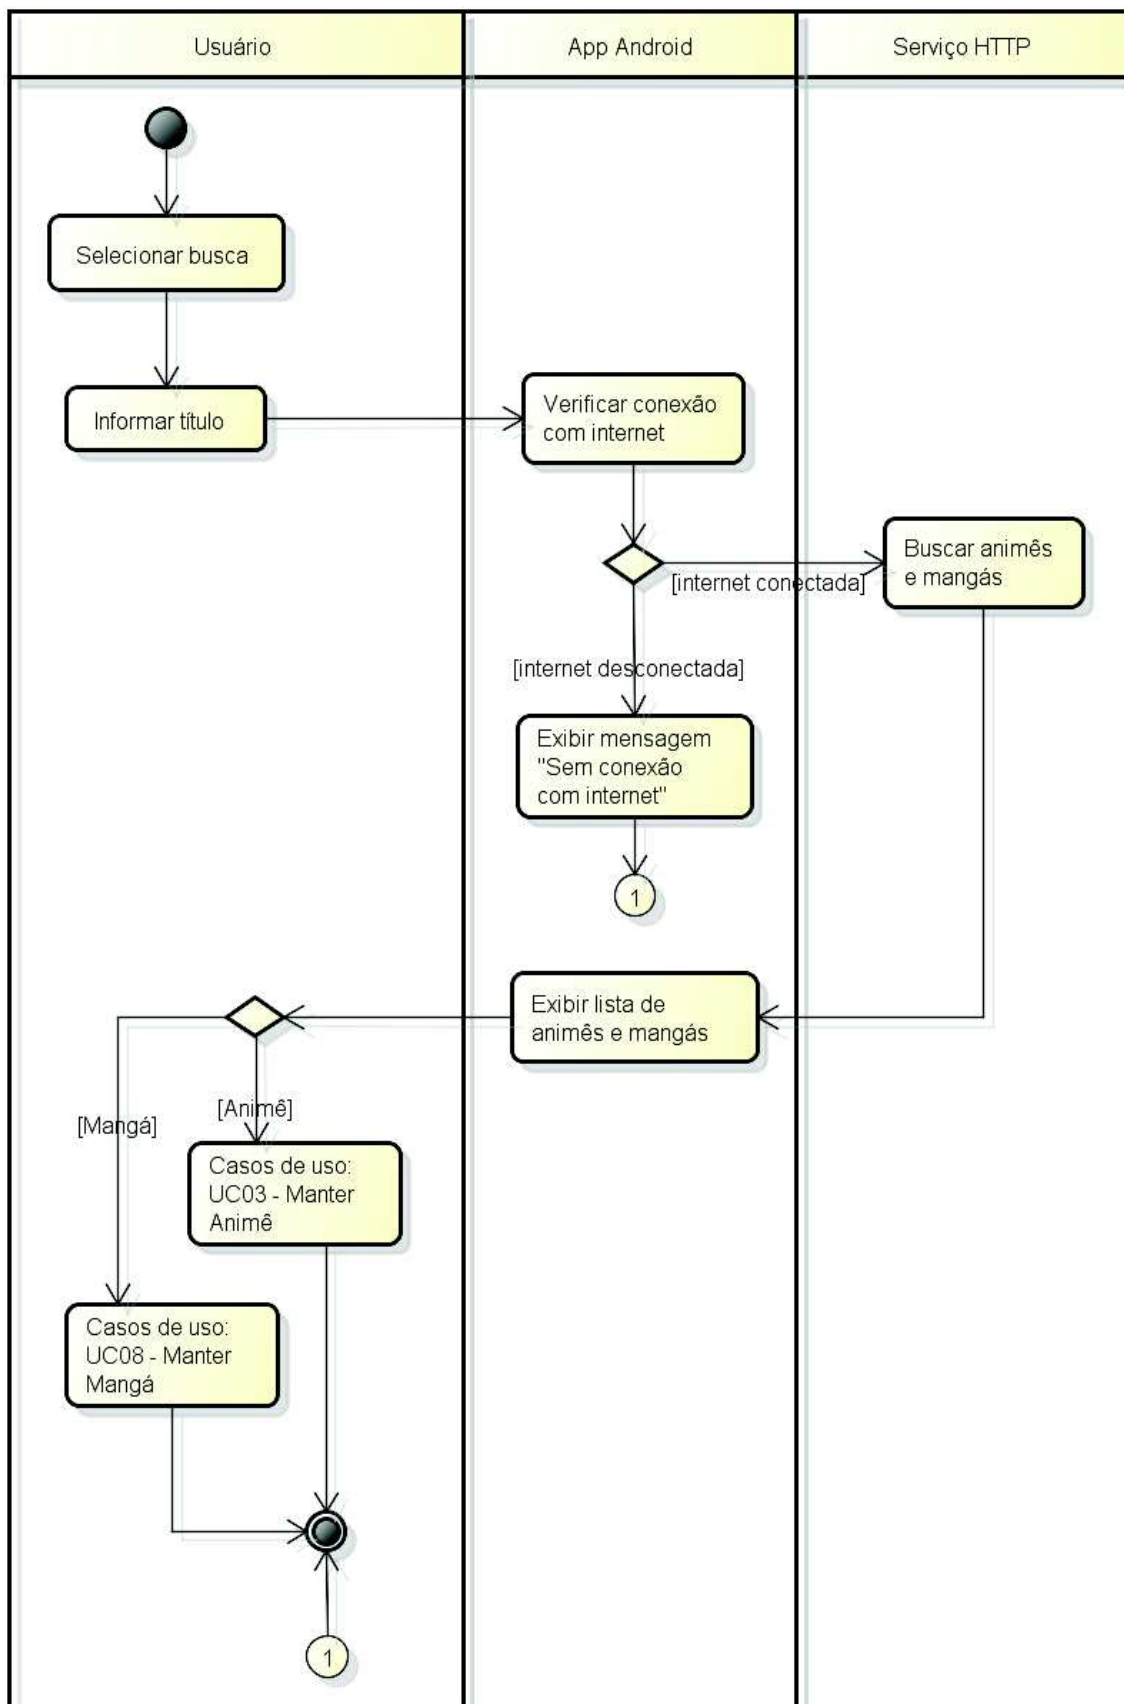 Usuário
App Android
Serviço HTTP
Selecionar busca
Informar título
Verificar conexão
com internet
Buscar animês
e mangás
[internet conectada]
[internet desconectada]
Exibir mensagem
"Sem conexão
com internet"
1
Exibir lista de
animês e mangás
[Animê]
[Mangá]
Casos de uso:
UC03 - Manter
Animê
Casos de uso:
UC08 - Manter
Mangá
1